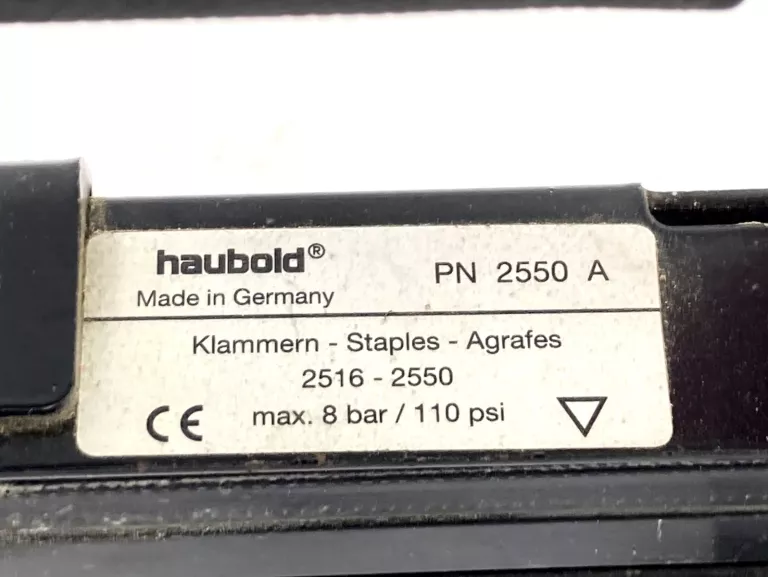 haubold® PN 2550 A
Made in Germany
Klammern - Staples - Agrafes
2516 - 2550
CE max. 8 bar / 110 psi